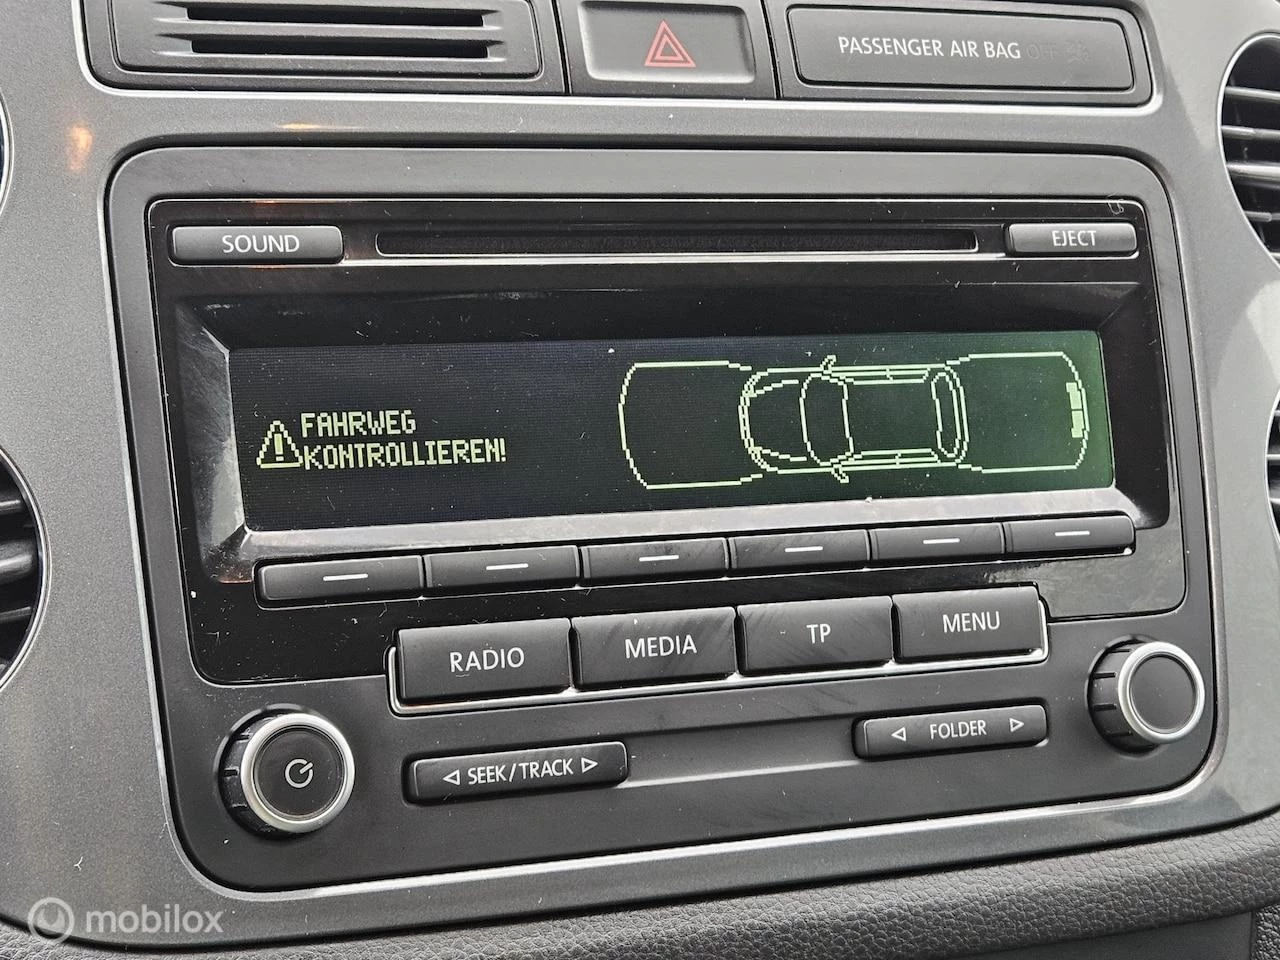 PASSENGER AIR BAG OFF
SOUND
EJECT
FAHRWEG
KONTROLLIEREN!
RADIO
MEDIA
TP
MENU
SEEK/TRACK
FOLDER
mobilox